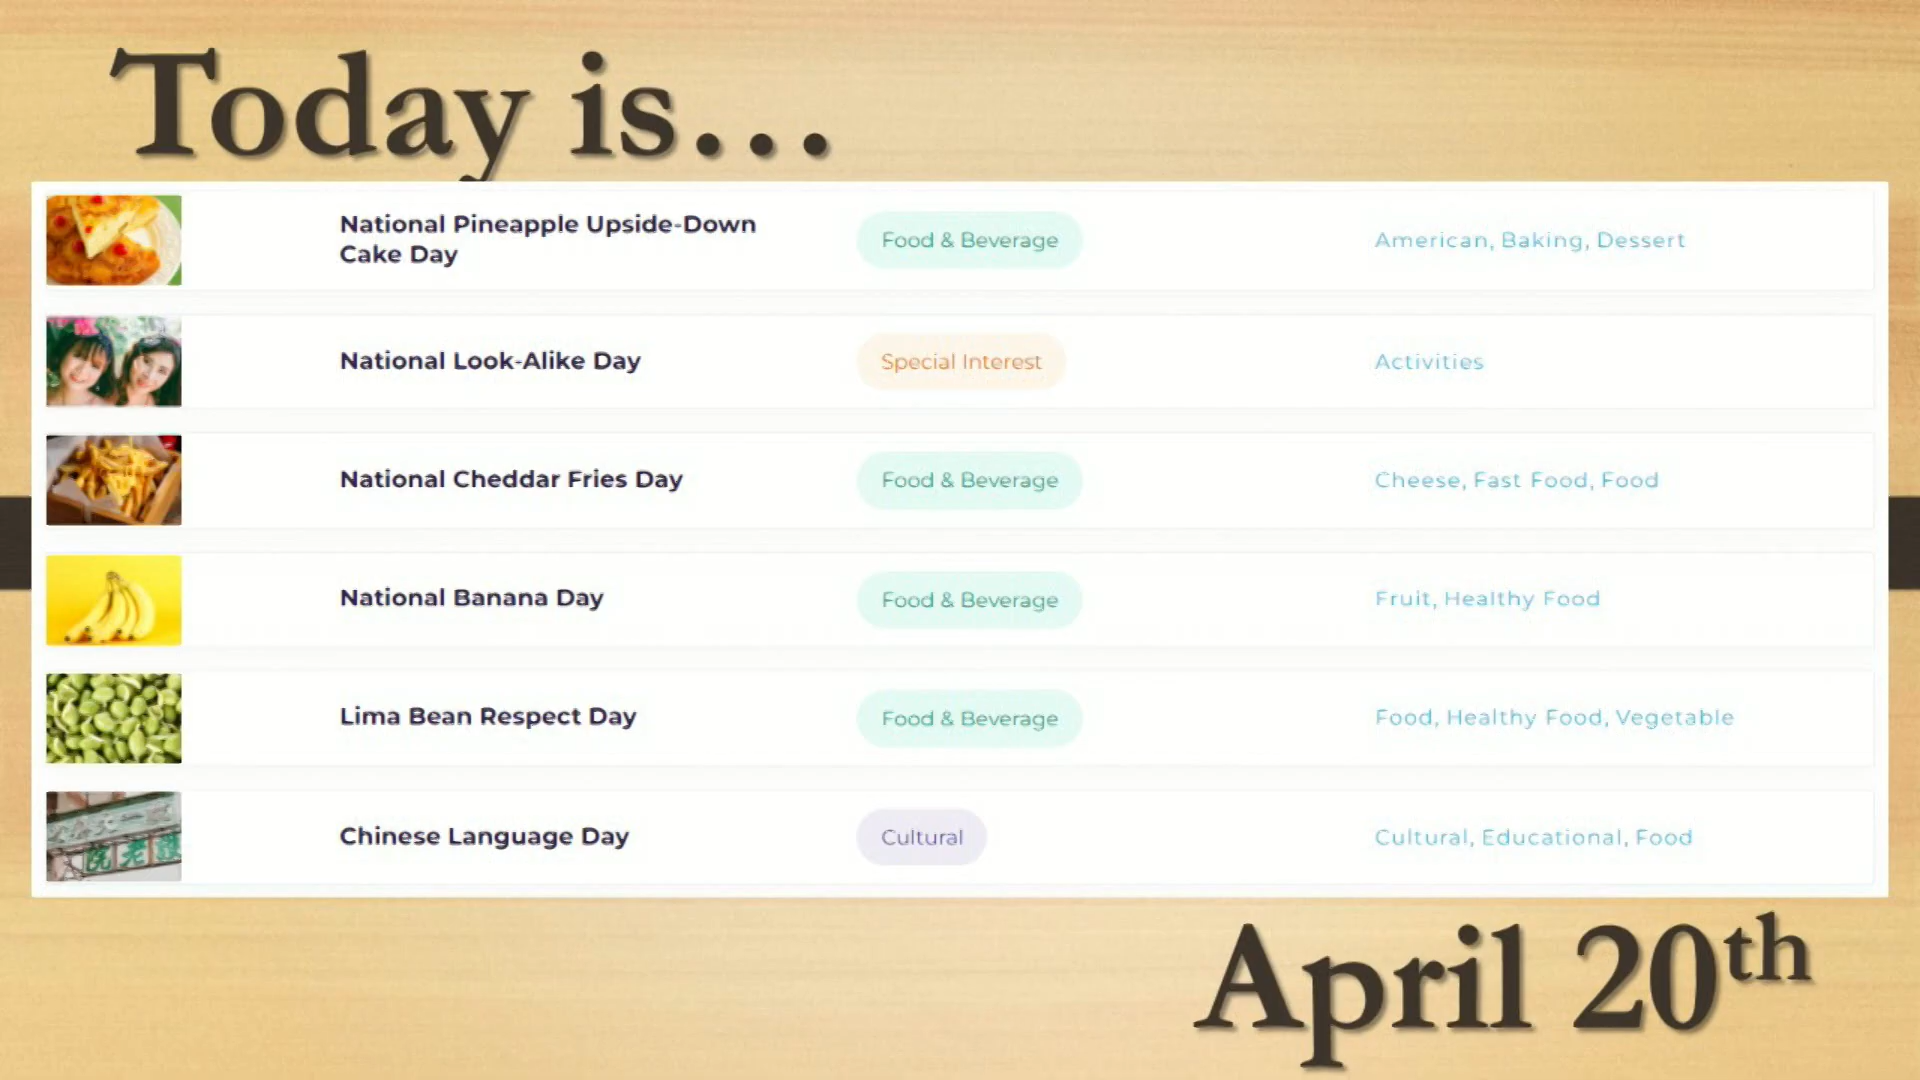 Today is...
National Pineapple Upside-Down
Cake Day
Food & Beverage
American, Baking, Dessert
National Look-Alike Day
Special Interest
Activities
National Cheddar Fries Day
Food & Beverage
Cheese, Fast Food, Food
National Banana Day
Food & Beverage
Fruit, Healthy Food
Lima Bean Respect Day
Food & Beverage
Food, Healthy Food, Vegetable
Chinese Language Day
Cultural
Cultural, Educational, Food
April 20th